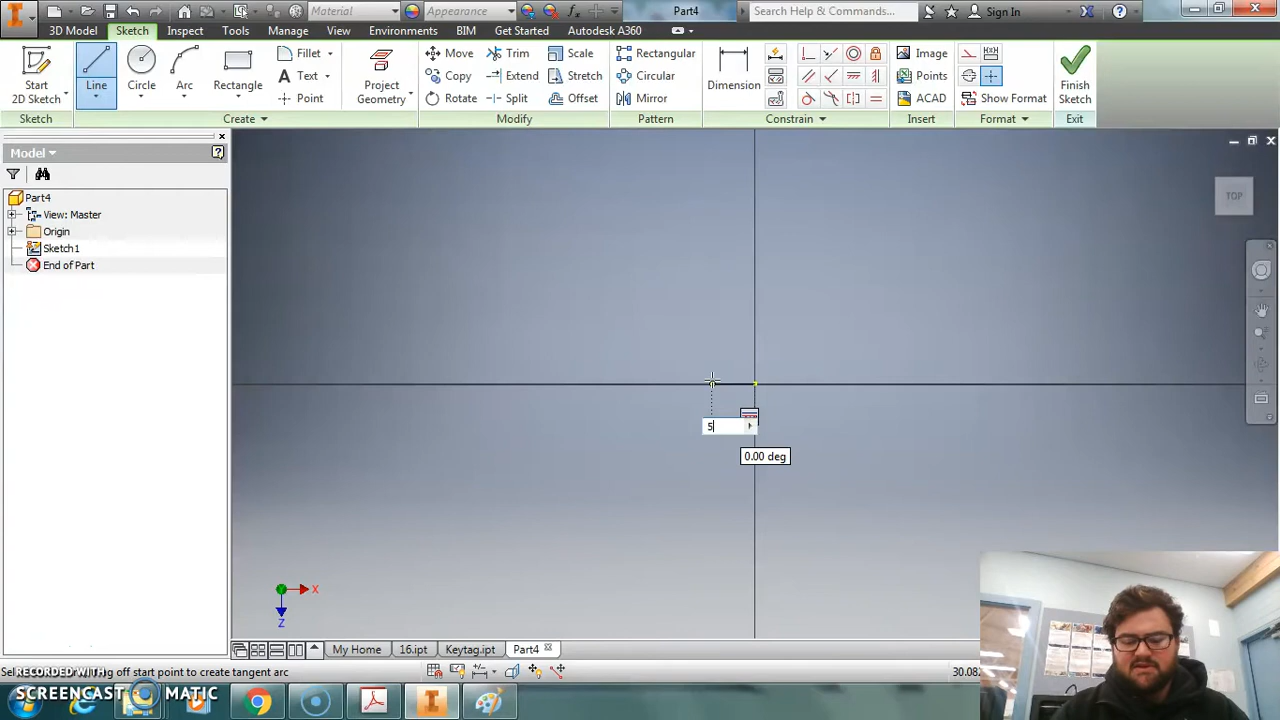 Material
Appearance
Part4
Search Help & Commands...
Sign In
3D Model Sketch Inspect Tools Manage View Environments BIM Get Started Autodesk A360
Start 2D Sketch
Line
Circle
Arc
Rectangle
Fillet
Text
Point
Project Geometry
Move
Copy
Rotate
Trim
Extend
Split
Scale
Stretch
Offset
Rectangular
Circular
Mirror
Dimension
Image
Points
ACAD
Show Format
Finish Sketch
Sketch Create Modify Pattern Constrain Insert Format Exit
Model
Part4
View: Master
Origin
Sketch1
End of Part
TOP
5
0.00 deg
X
Z
My Home 16.ipt Keytag.ipt Part4
off start point to create tangent arc
30.082
RECORDED WITH
SCREENCAST MATIC